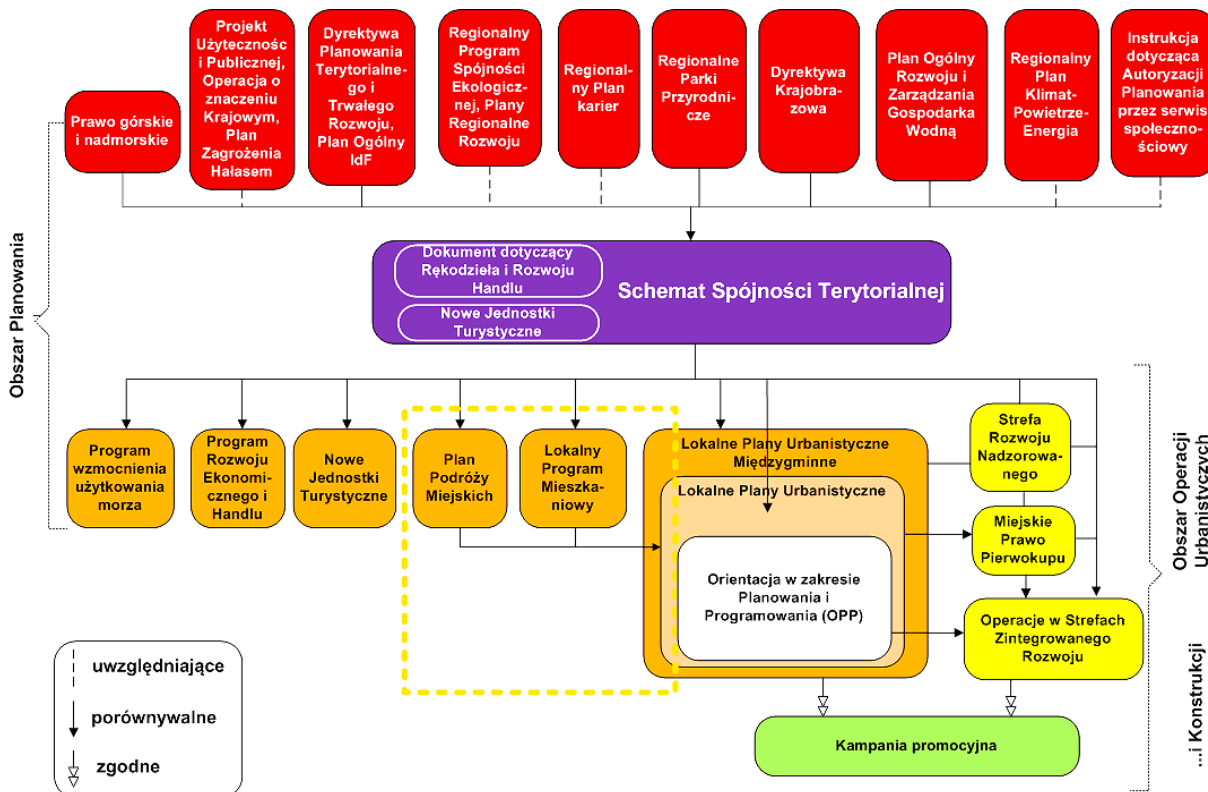 Projekt
Użytecznośc
i Publicznej,
Operacja o
znaczeniu
Krajowym,
Plan
Zagrożenia
Hałasem
Dyrektywa
Planowania
Terytorialne-
go i
Trwałego
Rozwoju,
Plan Ogólny
IdF
Regionalny
Program
Spójności
Ekologicz-
nej, Plany
Regionalne
Rozwoju
Regional-
ny Plan
karier
Regionalne
Parki
Przyrodni-
cze
Dyrektywa
Krajobra-
zowa
Plan Ogólny
Rozwoju i
Zarządzania
Gospodarka
Wodną
Regionalny
Plan
Klimat-
Powietrze-
Energia
Instrukcja
dotycząca
Autoryzacji
Planowania
przez serwis
społeczno-
ściowy
Prawo górskie
i nadmorskie
Obszar Planowania
Dokument dotyczący
Rękodzieła i Rozwoju
Handlu
Nowe Jednostki
Turystyczne
Schemat Spójności Terytorialnej
Program
wzmocnienia
użytkowania
morza
Program
Rozwoju
Ekonomi-
cznego i
Handlu
Nowe
Jednostki
Turystyczne
Plan
Podróży
Miejskich
Lokalny
Program
Mieszka-
niowy
Lokalne Plany Urbanistyczne
Międzygminne
Lokalne Plany Urbanistyczne
Orientacja w zakresie
Planowania i
Programowania (OPP)
Strefa
Rozwoju
Nadzorowa-
nego
Miejskie
Prawo
Pierwokupu
Operacje w Strefach
Zintegrowanego
Rozwoju
Kampania promocyjna
Obszar Operacji
Urbanistyczych
...i Konstrukcji
uwzględniające
porównywalne
zgodne